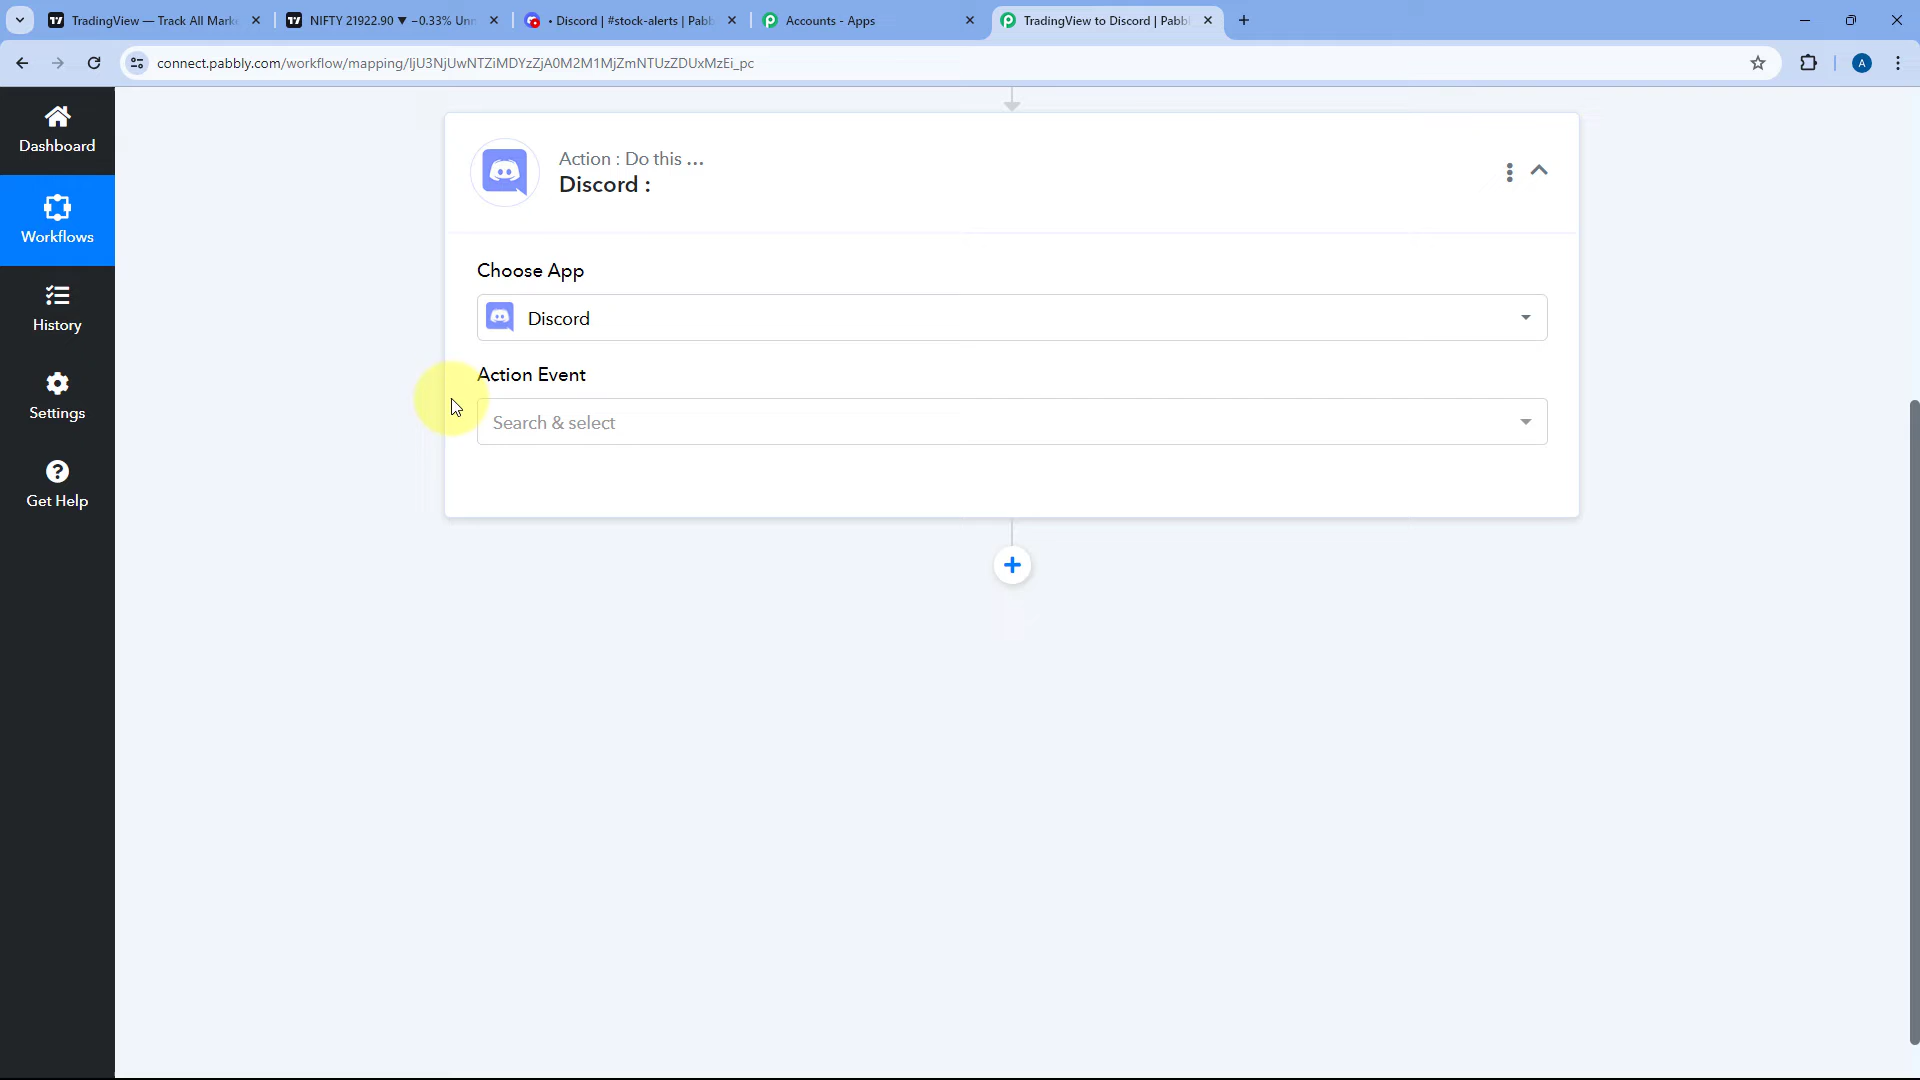 TradingView — Track All Mark
NIFTY 21922.90 ▼ −0.33% Unn
• Discord | #stock-alerts | Pabb
Accounts - Apps
TradingView to Discord | Pabbl
connect.pabbly.com/workflow/mapping/IjU3NjUwNTZiMDYzZjA0M2M1MjZmNTUzZDUxMzEi_pc
A
Dashboard
Workflows
History
Settings
Get Help
Action : Do this ...
Discord :
Choose App
Discord
Action Event
Search & select